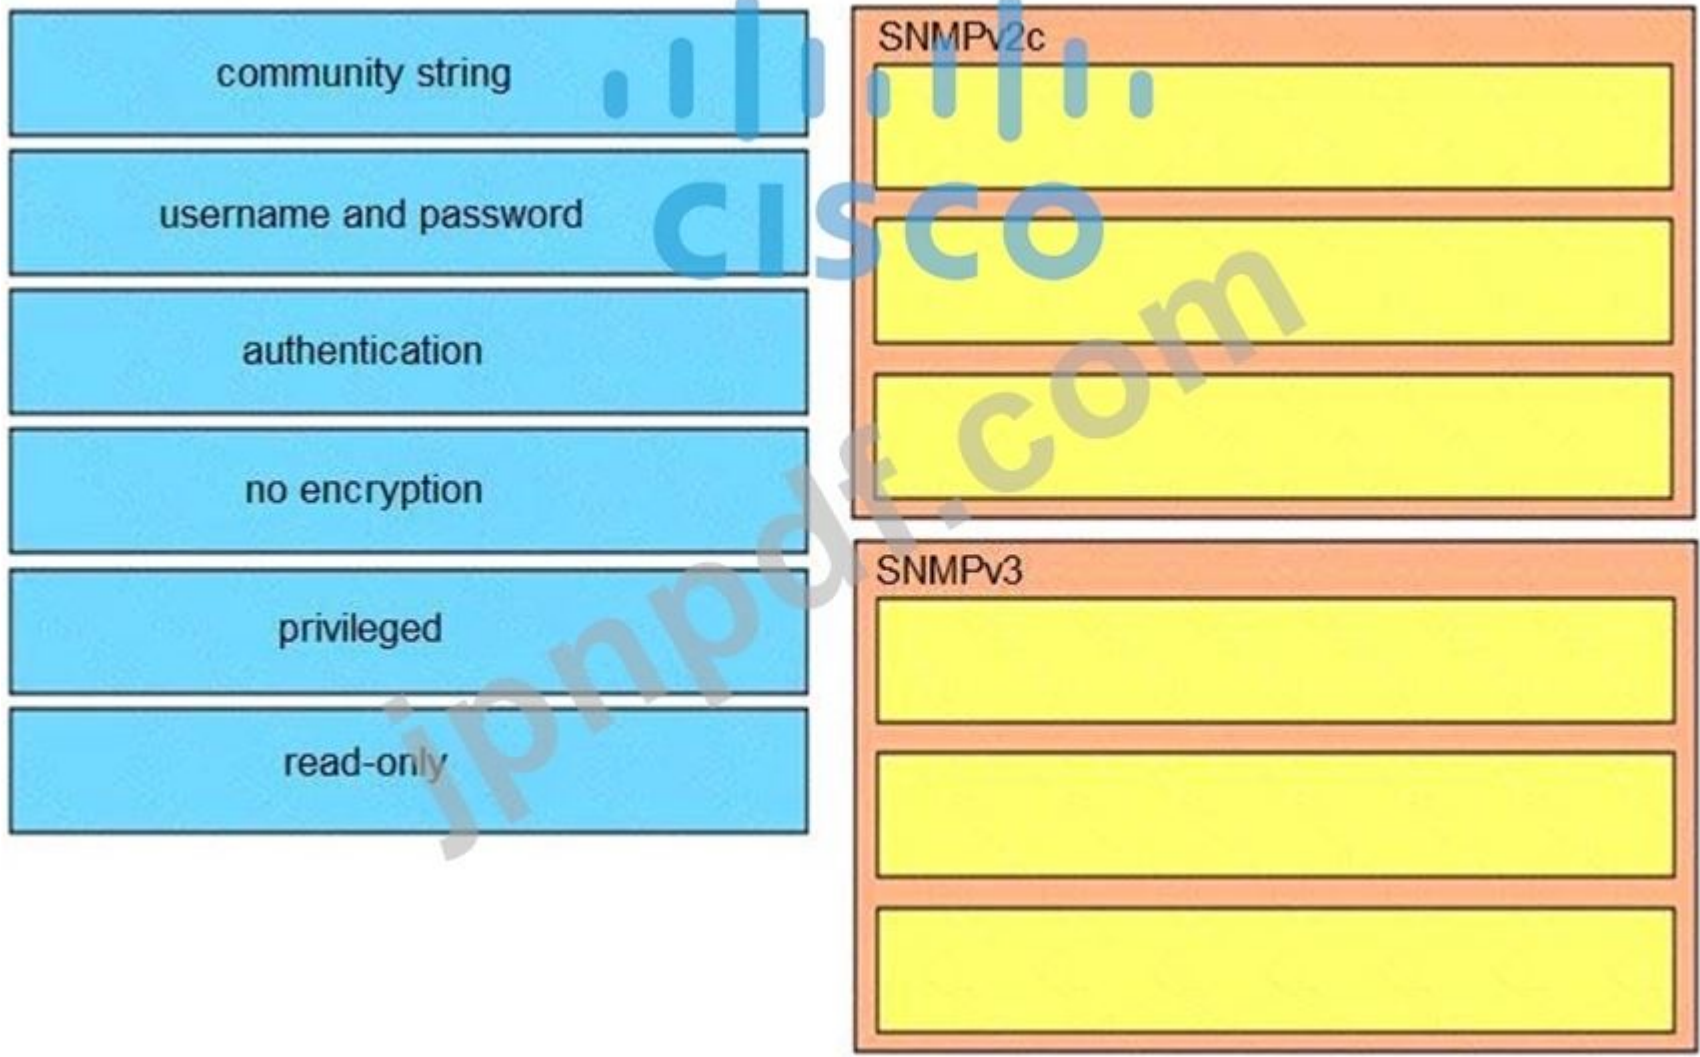 community string
username and password
authentication
no encryption
privileged
read-only
SNMPv2c
SNMPv3
CISCO
jpnpdf.com